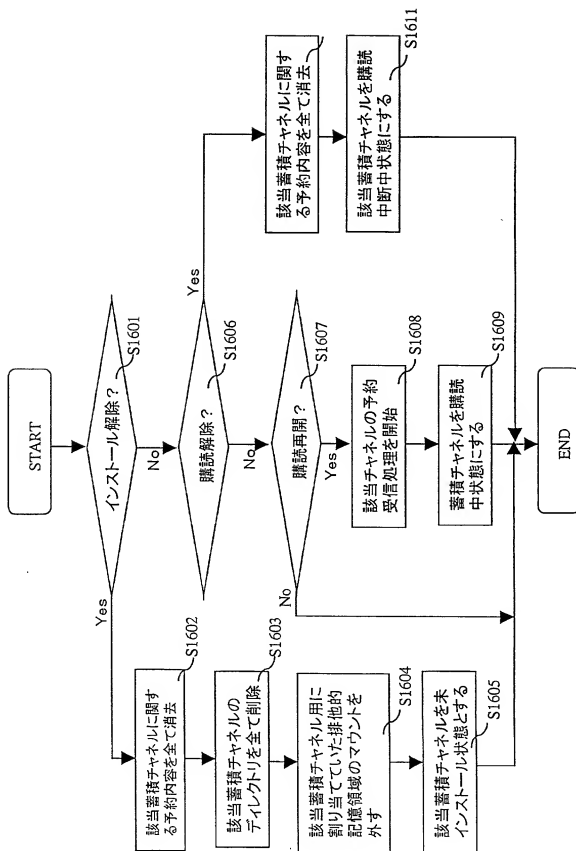 START
インストール解除？
S1601
Yes
No
該当蓄積チャネルに関す
る予約内容を全て消去
S1602
該当蓄積チャネルの
ディレクトリを全て削除
S1603
該当蓄積チャネル用に
割り当てていた排他的
記憶領域のマウントを
外す
S1604
該当蓄積チャネルを未
インストール状態とする
S1605
購読解除？
S1606
Yes
No
購読再開？
S1607
No
Yes
該当チャネルの予約
受信処理を開始
S1608
蓄積チャネルを購読
中状態にする
S1609
該当蓄積チャネルに関す
る予約内容を全て消去
該当蓄積チャネルを購読
中断中状態にする
S1611
END